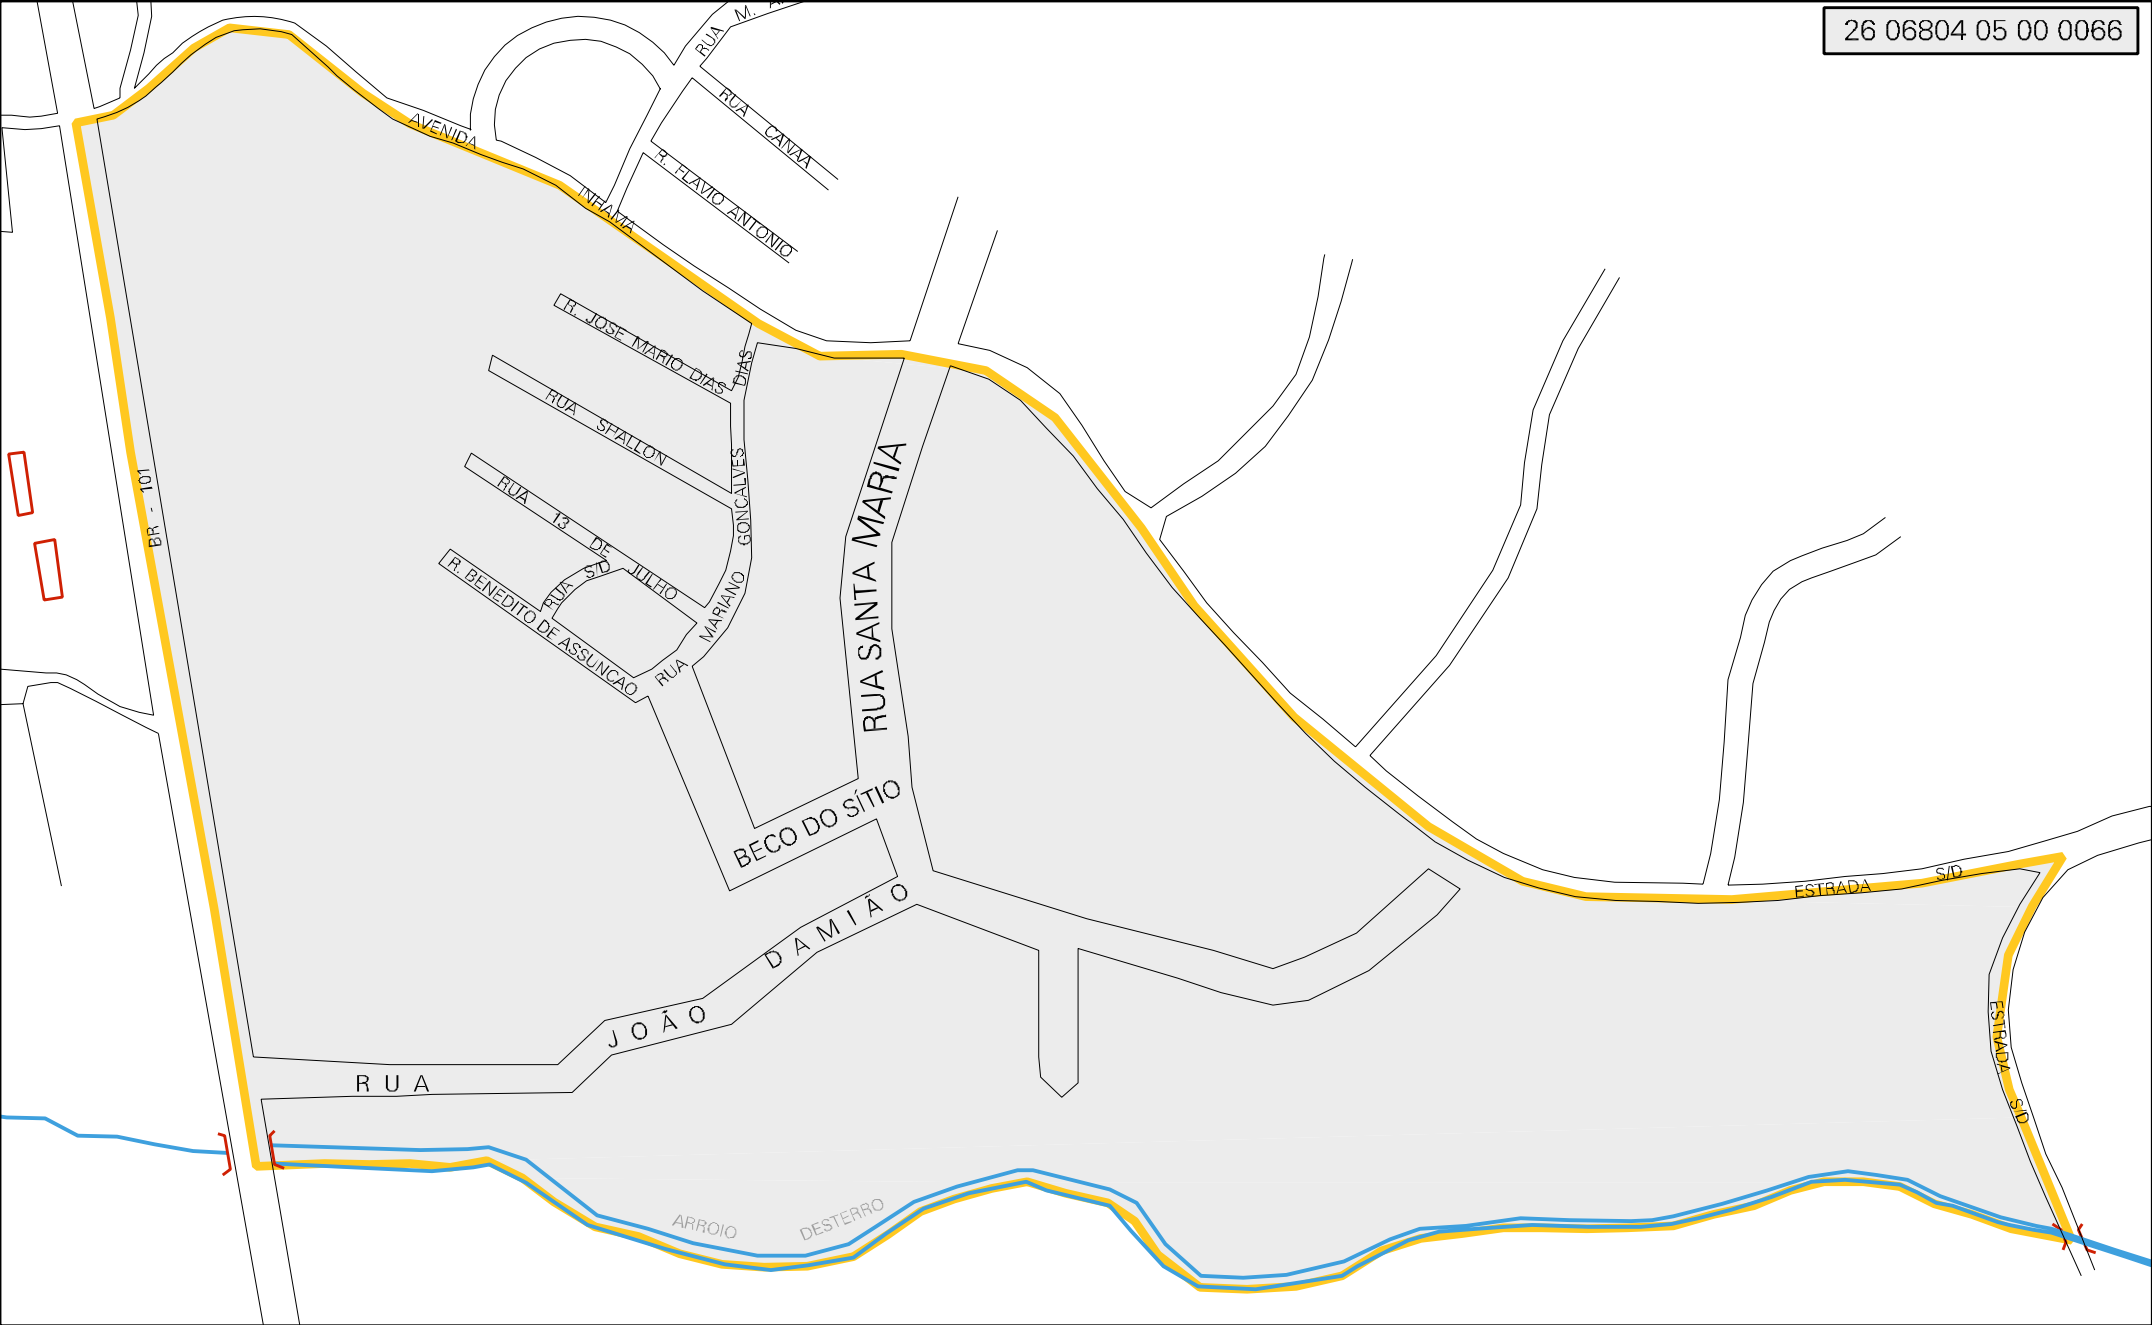 26 06804 05 00 0066
RUA M.
RUA CANAA
R. FLAVIO ANTONIO
AVENIDA INHAMA
R. JOSE MARIO DIAS
RUA SHALLON
RUA 13 DE JULHO
RUA S/D
R. BENEDITO DE ASSUNCAO
RUA MARIANO GONCALVES DIAS
BR - 101
RUA SANTA MARIA
BECO DO SÍTIO
RUA JOÃO DAMIÃO
ESTRADA S/D
ESTRADA S/D
ARROIO DESTERRO